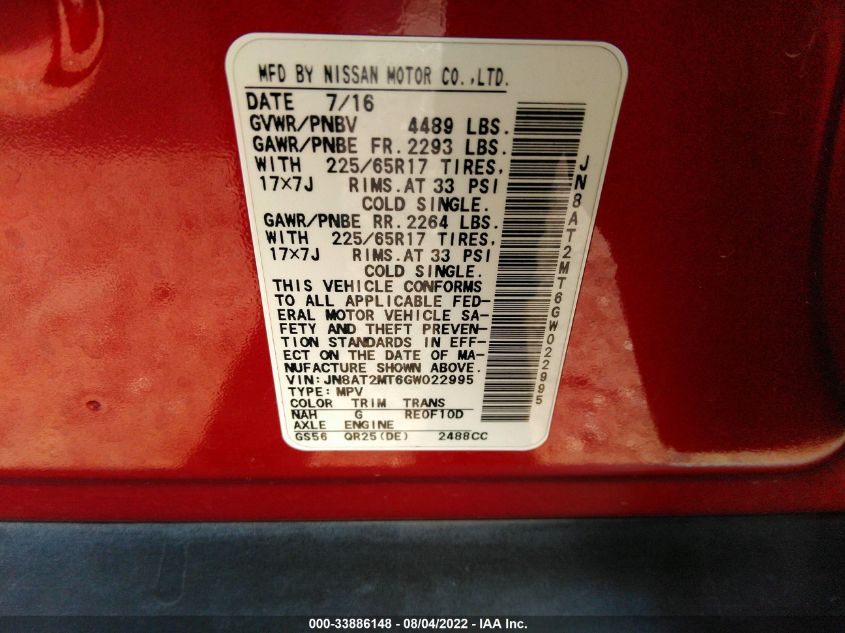 MFD BY NISSAN MOTOR CO.,LTD.
DATE 7/16
GVWR/PNBV 4489 LBS.
GAWR/PNBE FR. 2293 LBS.
WITH 225/65R17 TIRES,
17×7J RIMS.AT 33 PSI
COLD SINGLE.
GAWR/PNBE RR. 2264 LBS.
WITH 225/65R17 TIRES,
17×7J RIMS.AT 33 PSI
COLD SINGLE.
THIS VEHICLE CONFORMS
TO ALL APPLICABLE FED-
ERAL MOTOR VEHICLE SA-
FETY AND THEFT PREVEN-
TION STANDARDS IN EFF-
ECT ON THE DATE OF MA-
NUFACTURE SHOWN ABOVE.
VIN:JN8AT2MT6GW022995
TYPE:MPV
COLOR TRIM TRANS
NAH G RE0F10D
AXLE ENGINE
GS56 QR25(DE) 2488CC
JN8AT2MT6GW022995
000-33886148 - 08/04/2022 - IAA Inc.